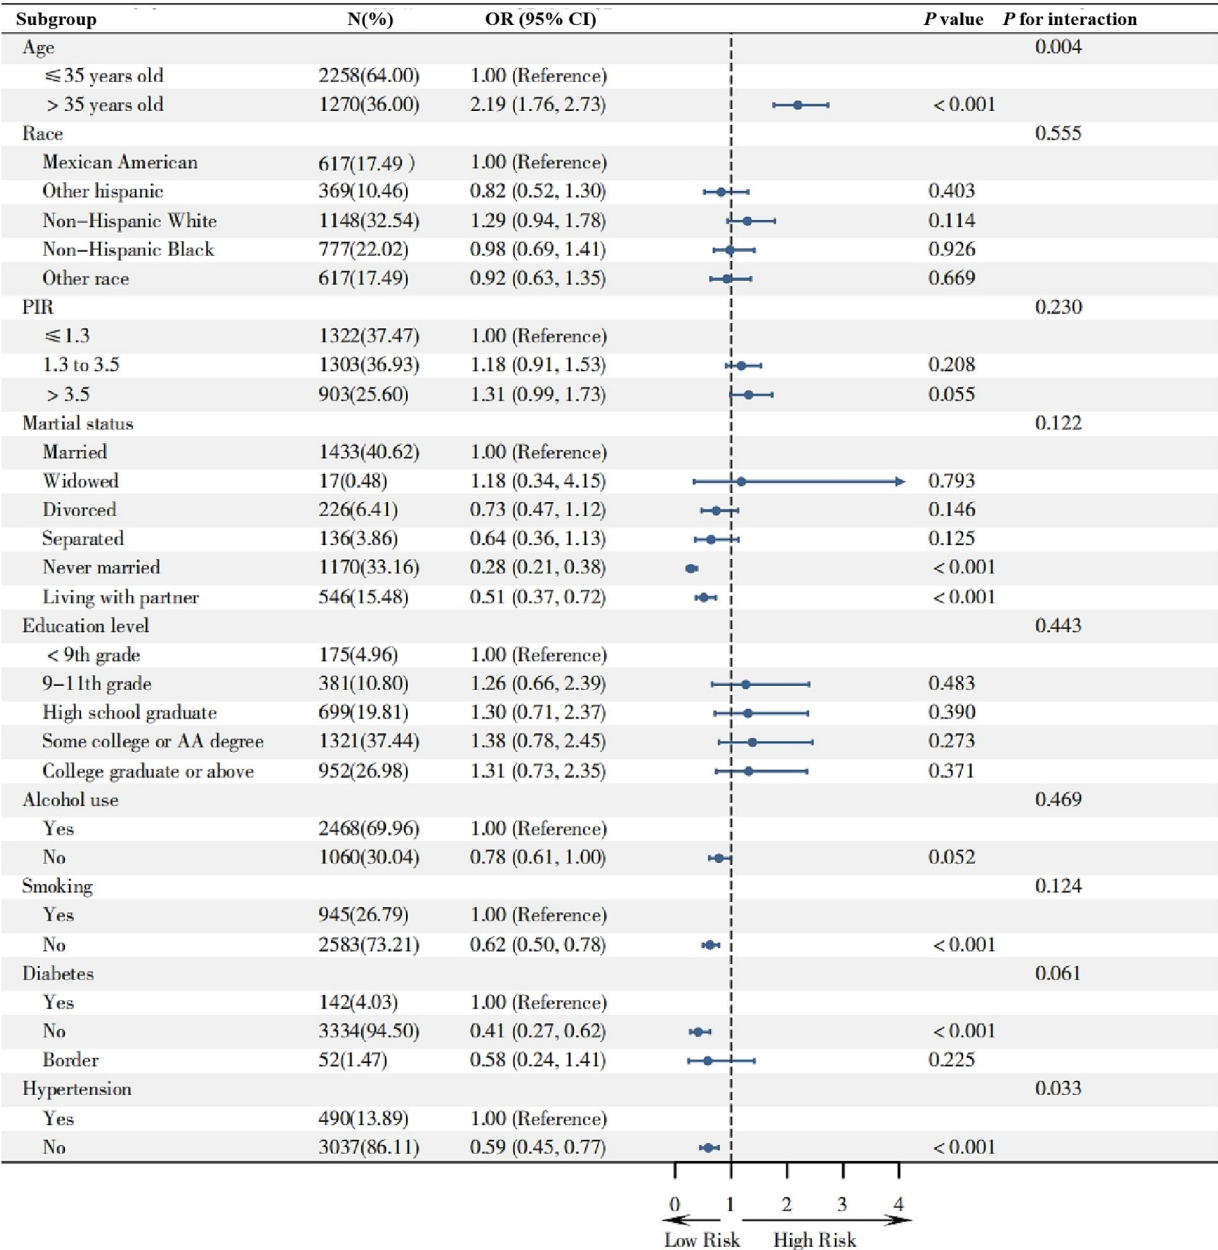 Subgroup N(%) OR (95% CI) P value P for interaction
Age 0.004
⩽35 years old 2258(64.00) 1.00 (Reference)
> 35 years old 1270(36.00) 2.19 (1.76, 2.73) < 0.001
Race 0.555
Mexican American 617(17.49 ) 1.00 (Reference)
Other hispanic 369(10.46) 0.82 (0.52, 1.30) 0.403
Non−Hispanic White 1148(32.54) 1.29 (0.94, 1.78) 0.114
Non−Hispanic Black 777(22.02) 0.98 (0.69, 1.41) 0.926
Other race 617(17.49) 0.92 (0.63, 1.35) 0.669
PIR 0.230
⩽1.3 1322(37.47) 1.00 (Reference)
1.3 to 3.5 1303(36.93) 1.18 (0.91, 1.53) 0.208
> 3.5 903(25.60) 1.31 (0.99, 1.73) 0.055
Martial status 0.122
Married 1433(40.62) 1.00 (Reference)
Widowed 17(0.48) 1.18 (0.34, 4.15) 0.793
Divorced 226(6.41) 0.73 (0.47, 1.12) 0.146
Separated 136(3.86) 0.64 (0.36, 1.13) 0.125
Never married 1170(33.16) 0.28 (0.21, 0.38) < 0.001
Living with partner 546(15.48) 0.51 (0.37, 0.72) < 0.001
Education level 0.443
< 9th grade 175(4.96) 1.00 (Reference)
9−11th grade 381(10.80) 1.26 (0.66, 2.39) 0.483
High school graduate 699(19.81) 1.30 (0.71, 2.37) 0.390
Some college or AA degree 1321(37.44) 1.38 (0.78, 2.45) 0.273
College graduate or above 952(26.98) 1.31 (0.73, 2.35) 0.371
Alcohol use 0.469
Yes 2468(69.96) 1.00 (Reference)
No 1060(30.04) 0.78 (0.61, 1.00) 0.052
Smoking 0.124
Yes 945(26.79) 1.00 (Reference)
No 2583(73.21) 0.62 (0.50, 0.78) < 0.001
Diabetes 0.061
Yes 142(4.03) 1.00 (Reference)
No 3334(94.50) 0.41 (0.27, 0.62) < 0.001
Border 52(1.47) 0.58 (0.24, 1.41) 0.225
Hypertension 0.033
Yes 490(13.89) 1.00 (Reference)
No 3037(86.11) 0.59 (0.45, 0.77) < 0.001
0 1 2 3 4
Low Risk High Risk